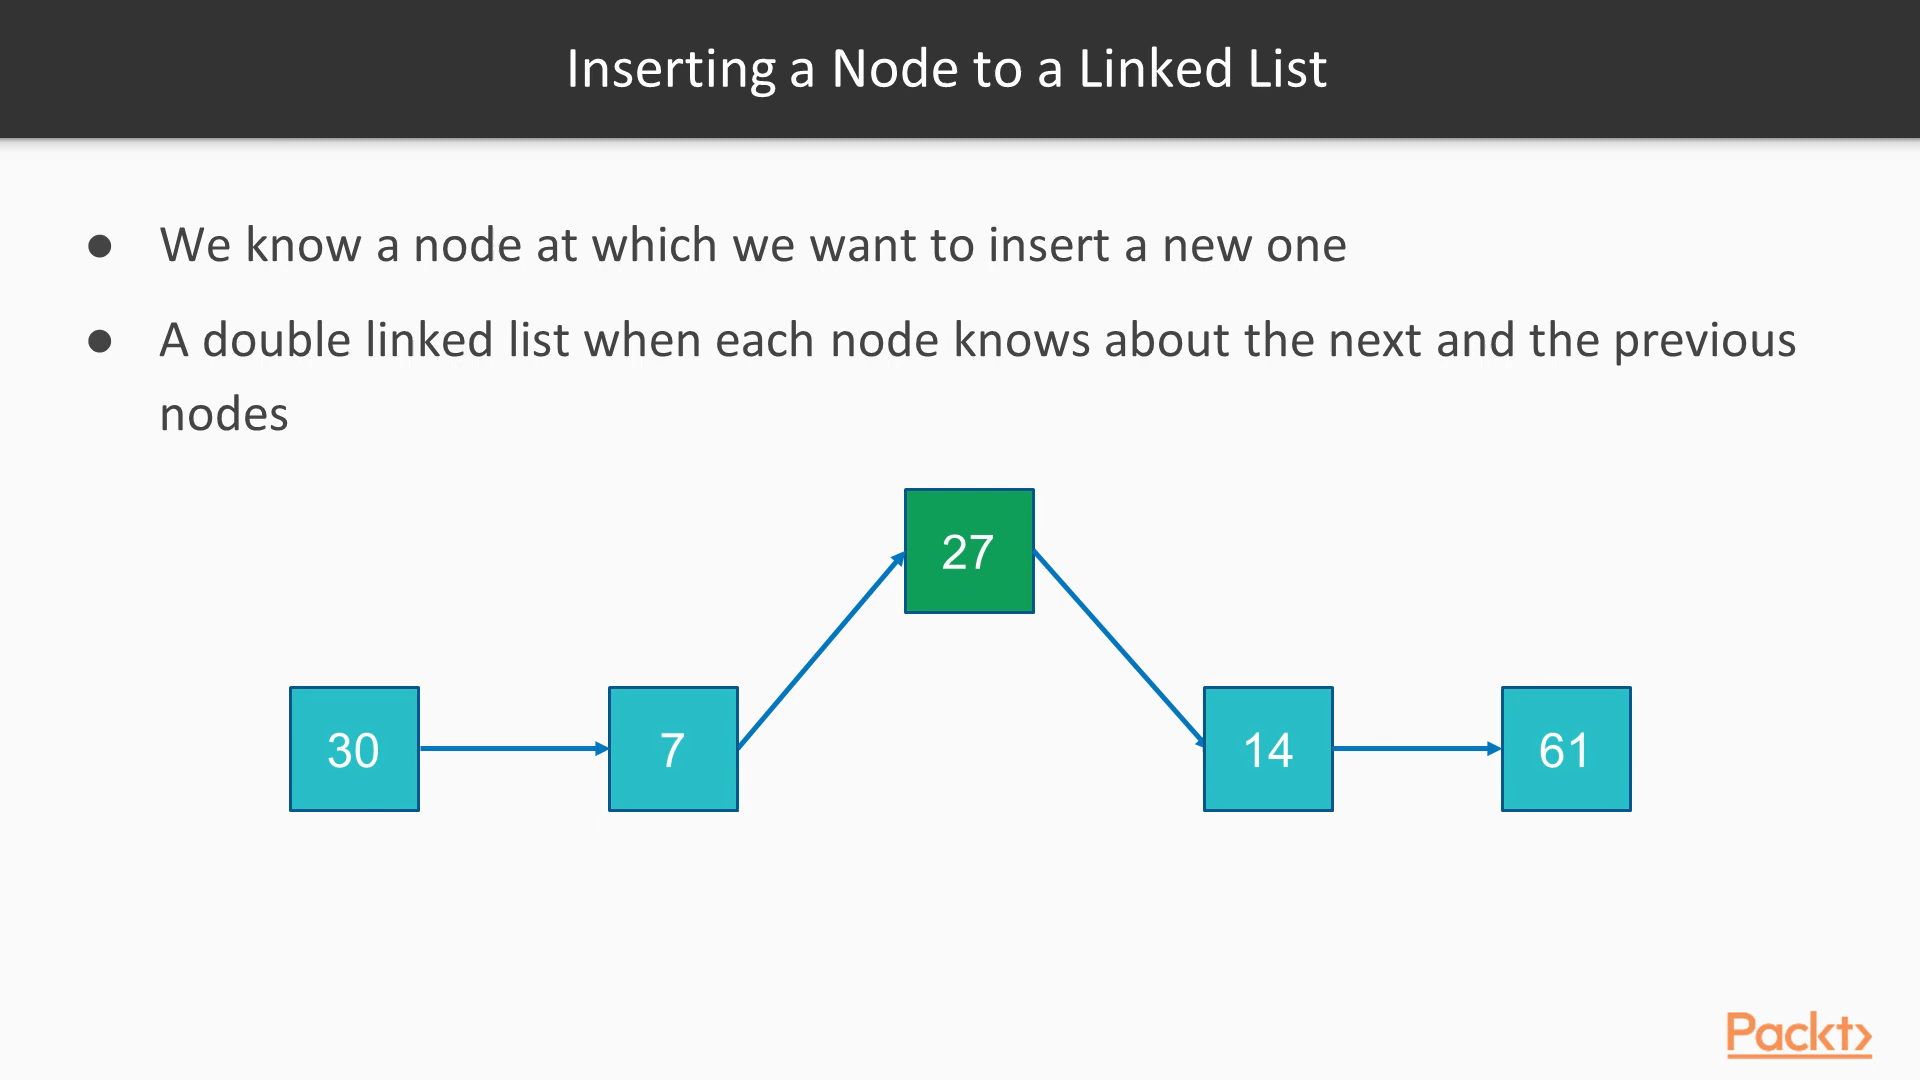 Inserting a Node to a Linked List
● We know a node at which we want to insert a new one
● A double linked list when each node knows about the next and the previous
nodes
27
30 7 14 61
Packt>